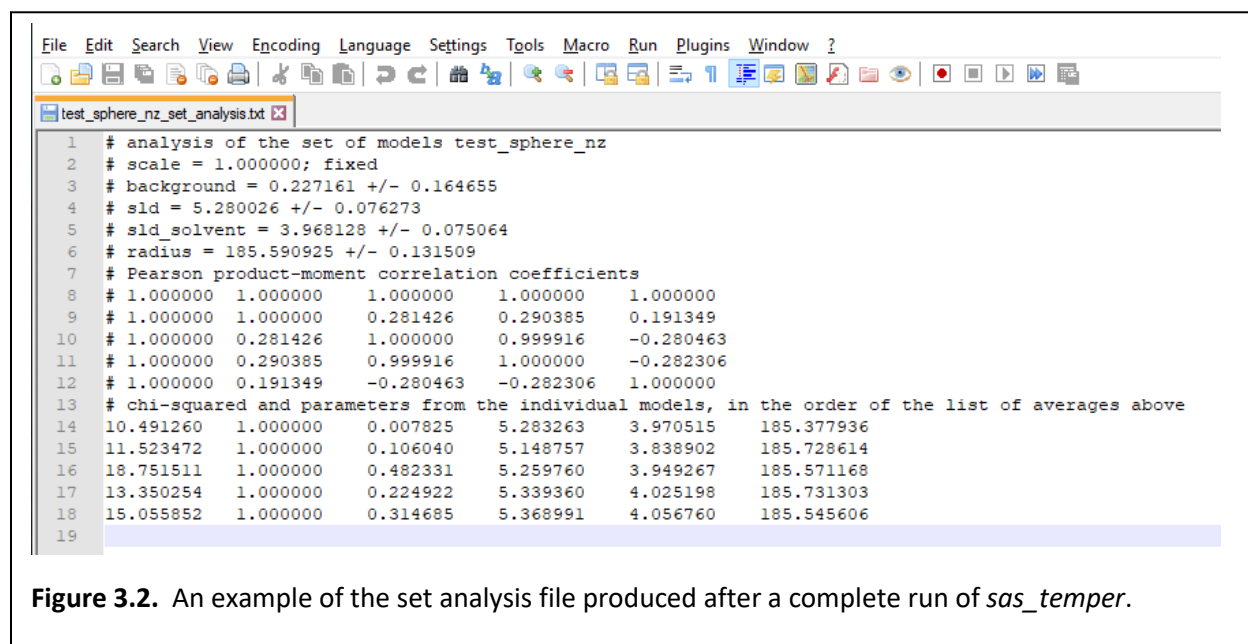 File Edit Search View Encoding Language Settings Tools Macro Run Plugins Window ?
test_sphere_nz_set_analysis.txt
1 # analysis of the set of models test_sphere_nz
2 # scale = 1.000000; fixed
3 # background = 0.227161 +/- 0.164655
4 # sld = 5.280026 +/- 0.076273
5 # sld_solvent = 3.968128 +/- 0.075064
6 # radius = 185.590925 +/- 0.131509
7 # Pearson product-moment correlation coefficients
8 # 1.000000 1.000000 1.000000 1.000000 1.000000
9 # 1.000000 1.000000 0.281426 0.290385 0.191349
10 # 1.000000 0.281426 1.000000 0.999916 -0.280463
11 # 1.000000 0.290385 0.999916 1.000000 -0.282306
12 # 1.000000 0.191349 -0.280463 -0.282306 1.000000
13 # chi-squared and parameters from the individual models, in the order of the list of averages above
14 10.491260 1.000000 0.007825 5.283263 3.970515 185.377936
15 11.523472 1.000000 0.106040 5.148757 3.838902 185.728614
16 18.751511 1.000000 0.482331 5.259760 3.949267 185.571168
17 13.350254 1.000000 0.224922 5.339360 4.025198 185.731303
18 15.055852 1.000000 0.314685 5.368991 4.056760 185.545606
19
Figure 3.2. An example of the set analysis file produced after a complete run of sas_temper.